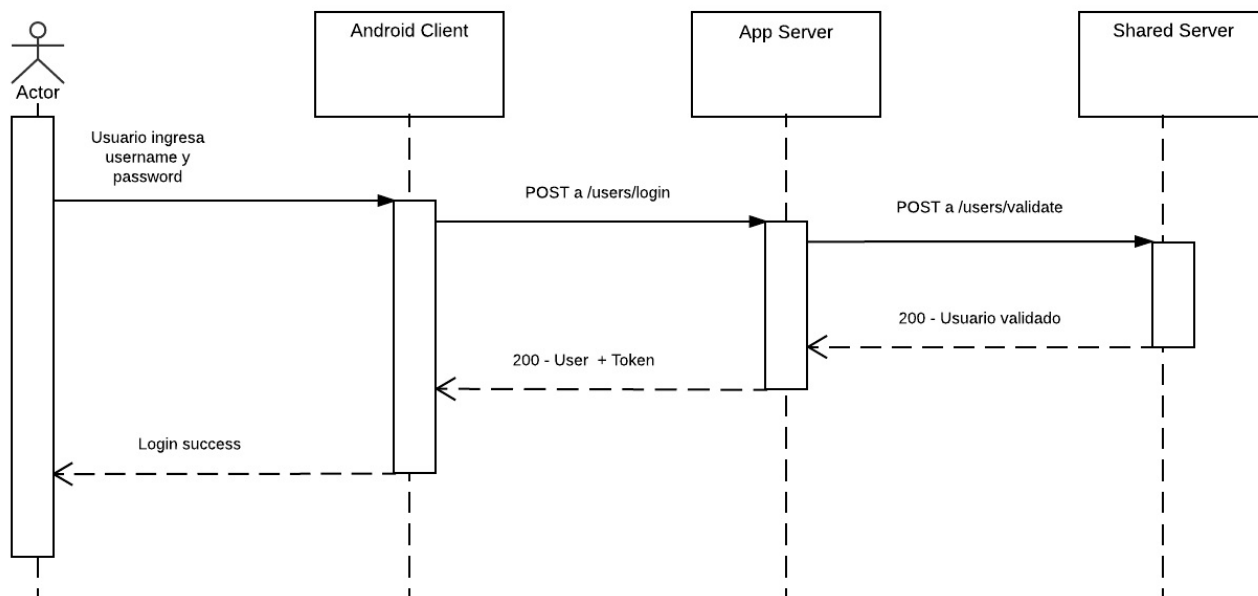 Android Client
App Server
Shared Server
Actor
Usuario ingresa
username y
password
POST a /users/login
POST a /users/validate
200 - Usuario validado
200 - User + Token
Login success